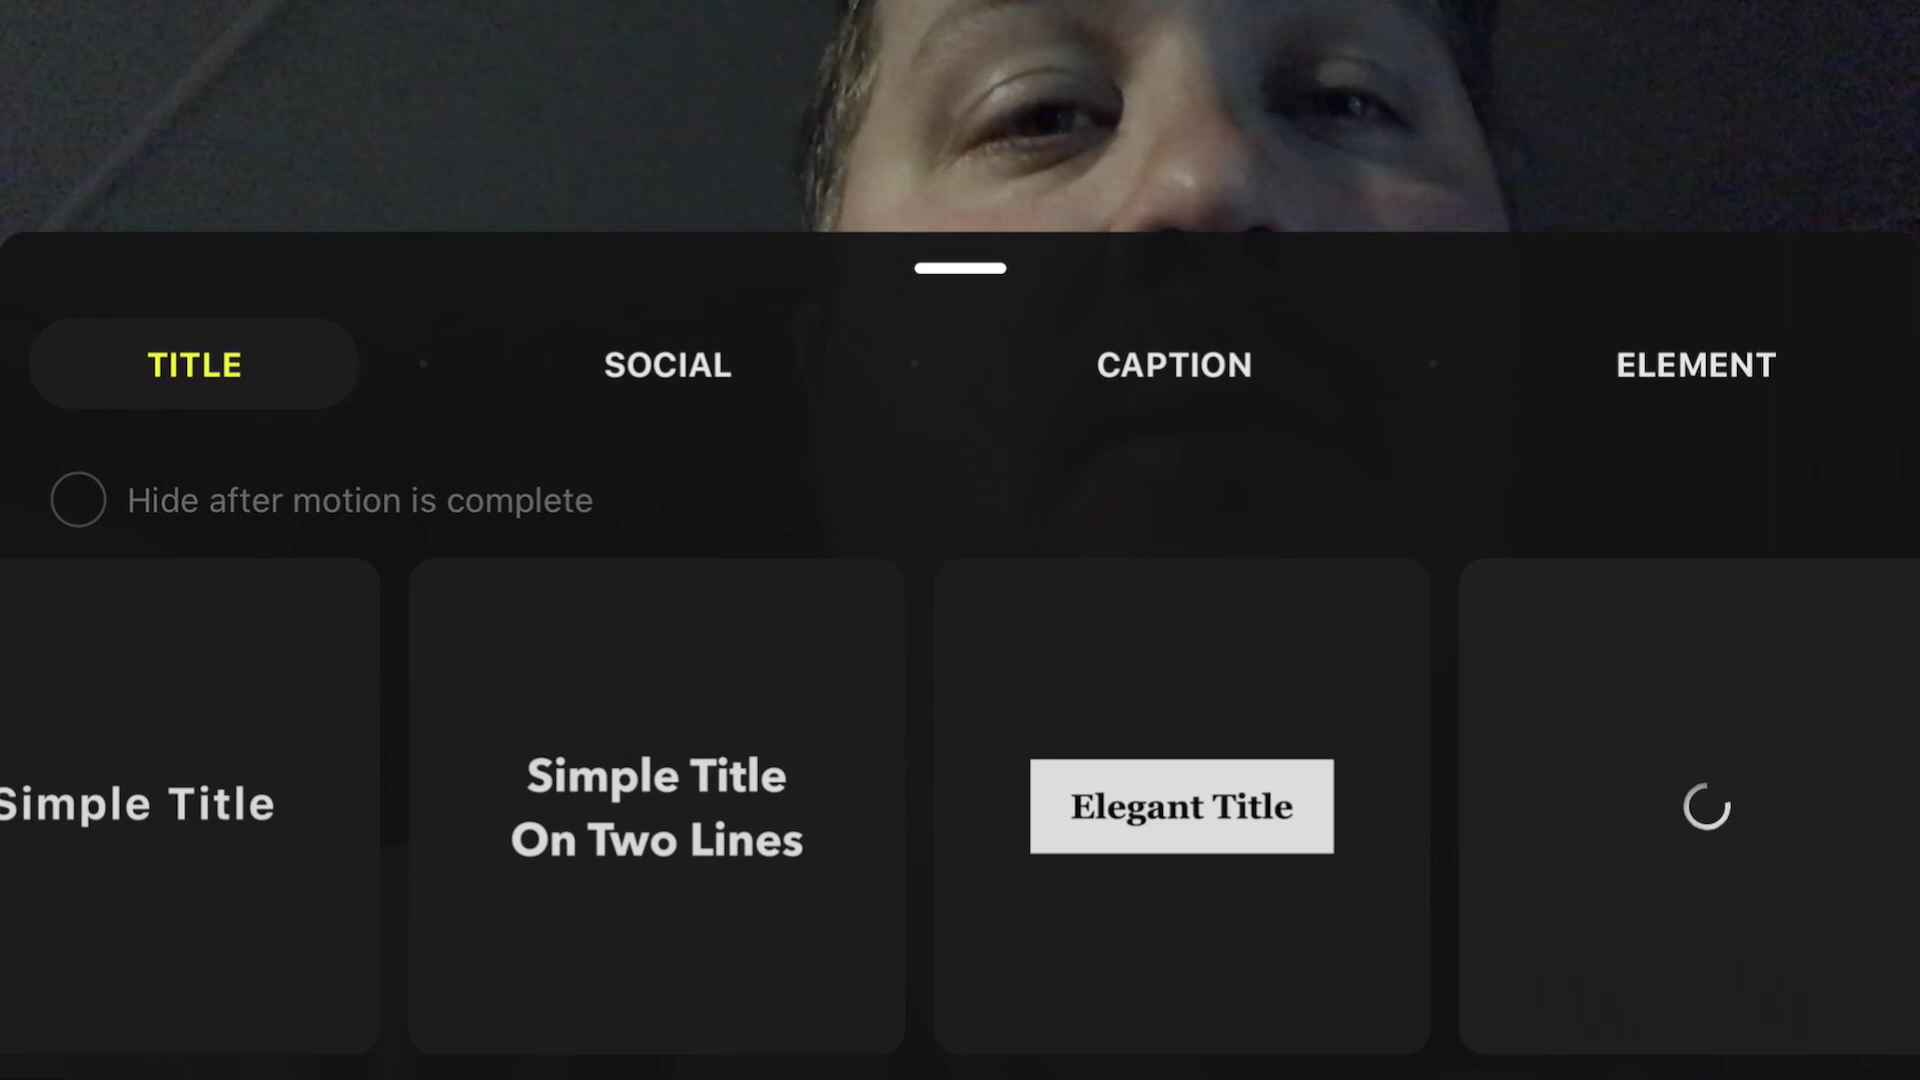 TITLE
SOCIAL
CAPTION
ELEMENT
Hide after motion is complete
Simple Title
Simple Title
On Two Lines
Elegant Title